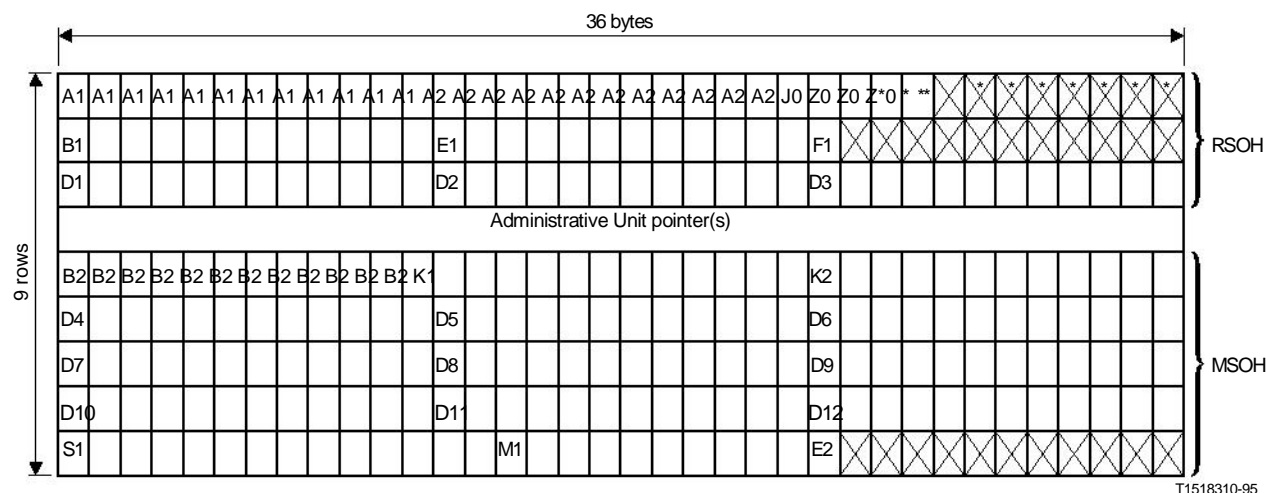 36 bytes
A1 A1 A1 A1 A1 A1 A1 A1 A1 A1 A1 A1 A2 A2 A2 A2 A2 A2 A2 A2 A2 A2 A2 A2 J0 Z0 Z0 Z*0 * ** * * * * * * *
B1 E1 F1 RSOH
D1 D2 D3
Administrative Unit pointer(s)
9 rows
B2 B2 B2 B2 B2 B2 B2 B2 B2 B2 B2 B2 K1 K2
D4 D5 D6
D7 D8 D9 MSOH
D10 D11 D12
S1 M1 E2
T1518310-95